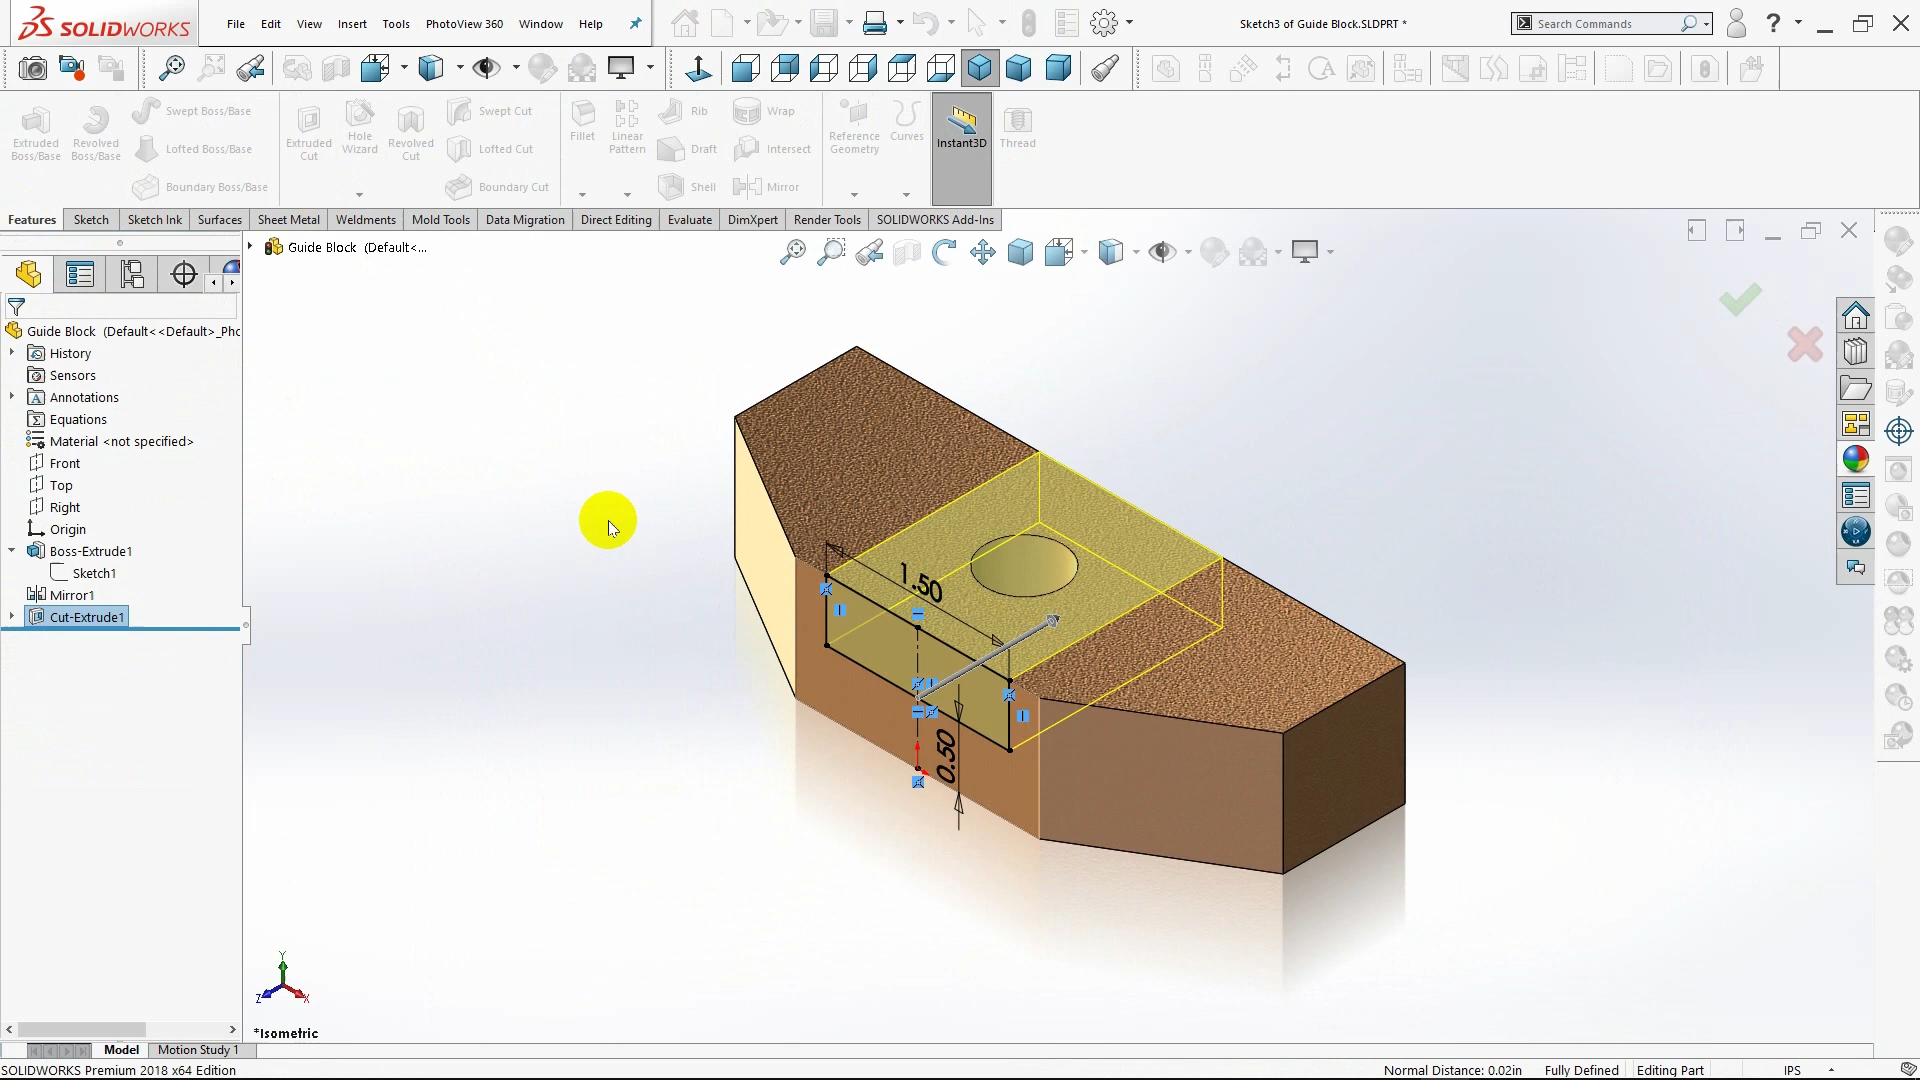 SOLIDWORKS
File Edit View Insert Tools PhotoView 360 Window Help
Sketch3 of Guide Block.SLDPRT *
Search Commands
Extruded Boss/Base
Revolved Boss/Base
Swept Boss/Base
Lofted Boss/Base
Boundary Boss/Base
Extruded Cut
Hole Wizard
Revolved Cut
Swept Cut
Lofted Cut
Boundary Cut
Fillet
Linear Pattern
Rib
Draft
Shell
Wrap
Intersect
Mirror
Reference Geometry
Curves
Instant3D
Thread
Features Sketch Sketch Ink Surfaces Sheet Metal Weldments Mold Tools Data Migration Direct Editing Evaluate DimXpert Render Tools SOLIDWORKS Add-Ins
Guide Block (Default<...
Guide Block (Default<<Default>_Phc
History
Sensors
Annotations
Equations
Material <not specified>
Front
Top
Right
Origin
Boss-Extrude1
Sketch1
Mirror1
Cut-Extrude1
1.50
0.50
Y
Z
X
*Isometric
Model Motion Study 1
SOLIDWORKS Premium 2018 x64 Edition
Normal Distance: 0.02in Fully Defined Editing Part IPS